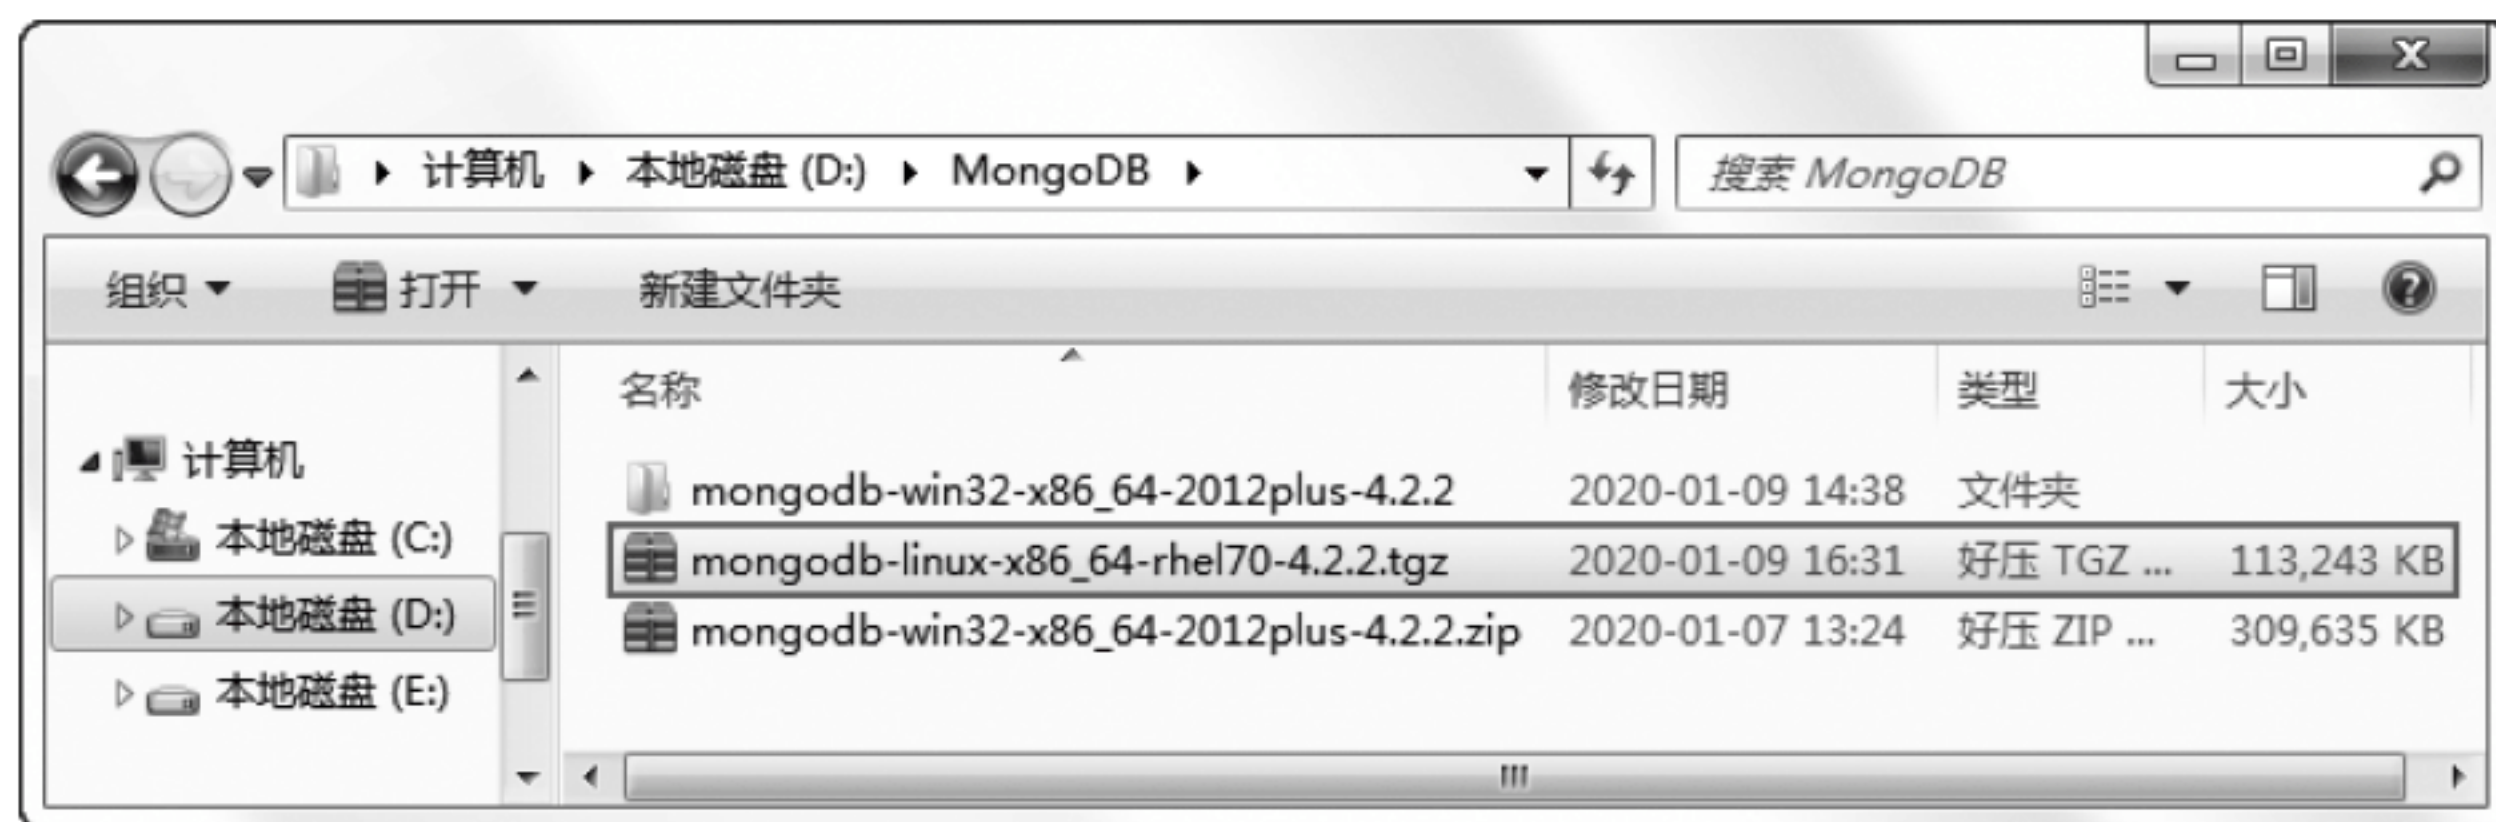 计算机 本地磁盘 (D:) MongoDB 搜索 MongoDB
组织 打开 新建文件夹
名称 修改日期 类型 大小
计算机
本地磁盘 (C:)
本地磁盘 (D:)
本地磁盘 (E:)
mongodb-win32-x86_64-2012plus-4.2.2 2020-01-09 14:38 文件夹
mongodb-linux-x86_64-rhel70-4.2.2.tgz 2020-01-09 16:31 好压 TGZ ... 113,243 KB
mongodb-win32-x86_64-2012plus-4.2.2.zip 2020-01-07 13:24 好压 ZIP ... 309,635 KB